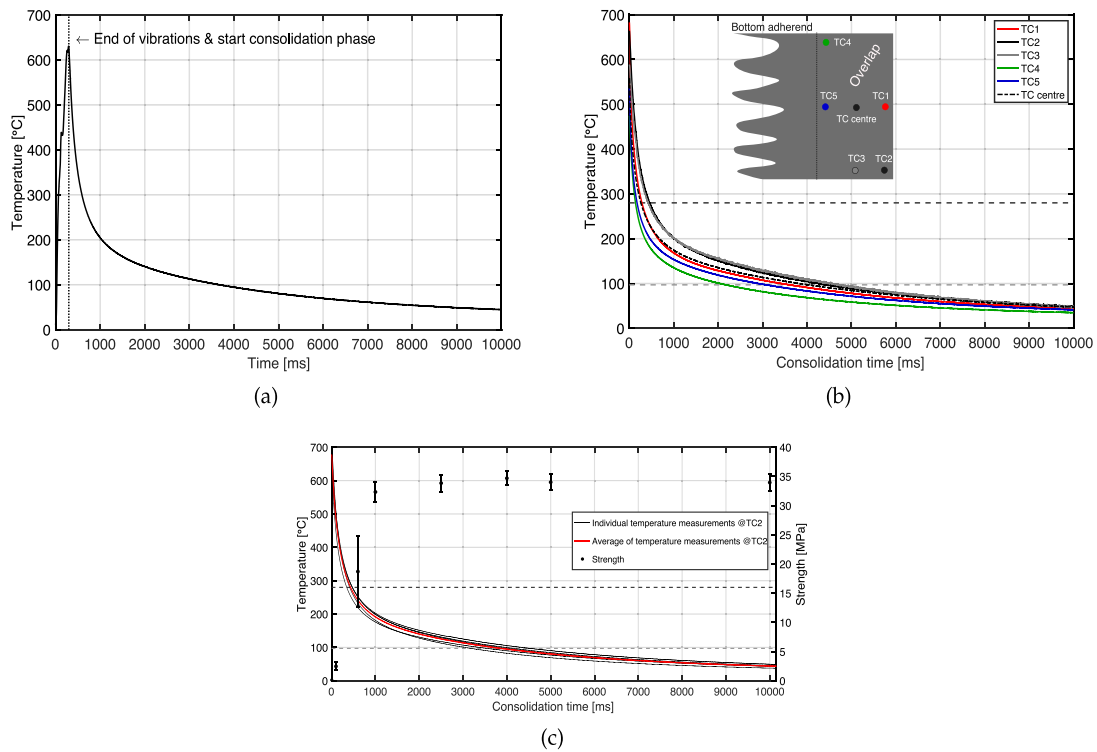 ← End of vibrations & start consolidation phase
Temperature [°C]
700
600
500
400
300
200
100
0
0 1000 2000 3000 4000 5000 6000 7000 8000 9000 10000
Time [ms]
(a)
Bottom adherend
TC4
Overlap
TC5
TC centre
TC1
TC3
TC2
TC1
TC2
TC3
TC4
TC5
TC centre
Temperature [°C]
700
600
500
400
300
200
100
0
0 1000 2000 3000 4000 5000 6000 7000 8000 9000 10000
Consolidation time [ms]
(b)
Temperature [°C]
700
600
500
400
300
200
100
0
Individual temperature measurements @TC2
Average of temperature measurements @TC2
Strength
40
35
30
25
20
15
10
5
0
Strength [MPa]
0 1000 2000 3000 4000 5000 6000 7000 8000 9000 10000
Consolidation time [ms]
(c)